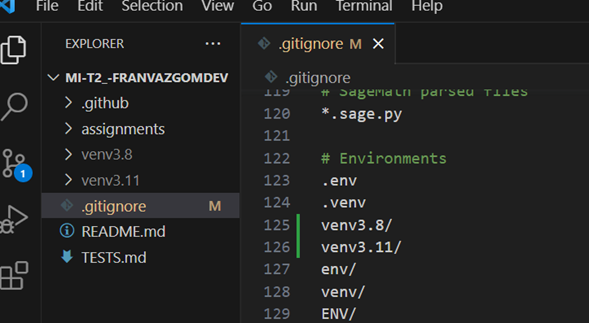 File Edit Selection View Go Run Terminal Help
EXPLORER ...
MI-T2_-FRANVAZGOMDEV
.github
assignments
venv3.8
venv3.11
.gitignore M
README.md
TESTS.md
1
.gitignore M
.gitignore
119 # SageMath parsed files
120 *.sage.py
121
122 # Environments
123 .env
124 .venv
125 venv3.8/
126 venv3.11/
127 env/
128 venv/
129 ENV/